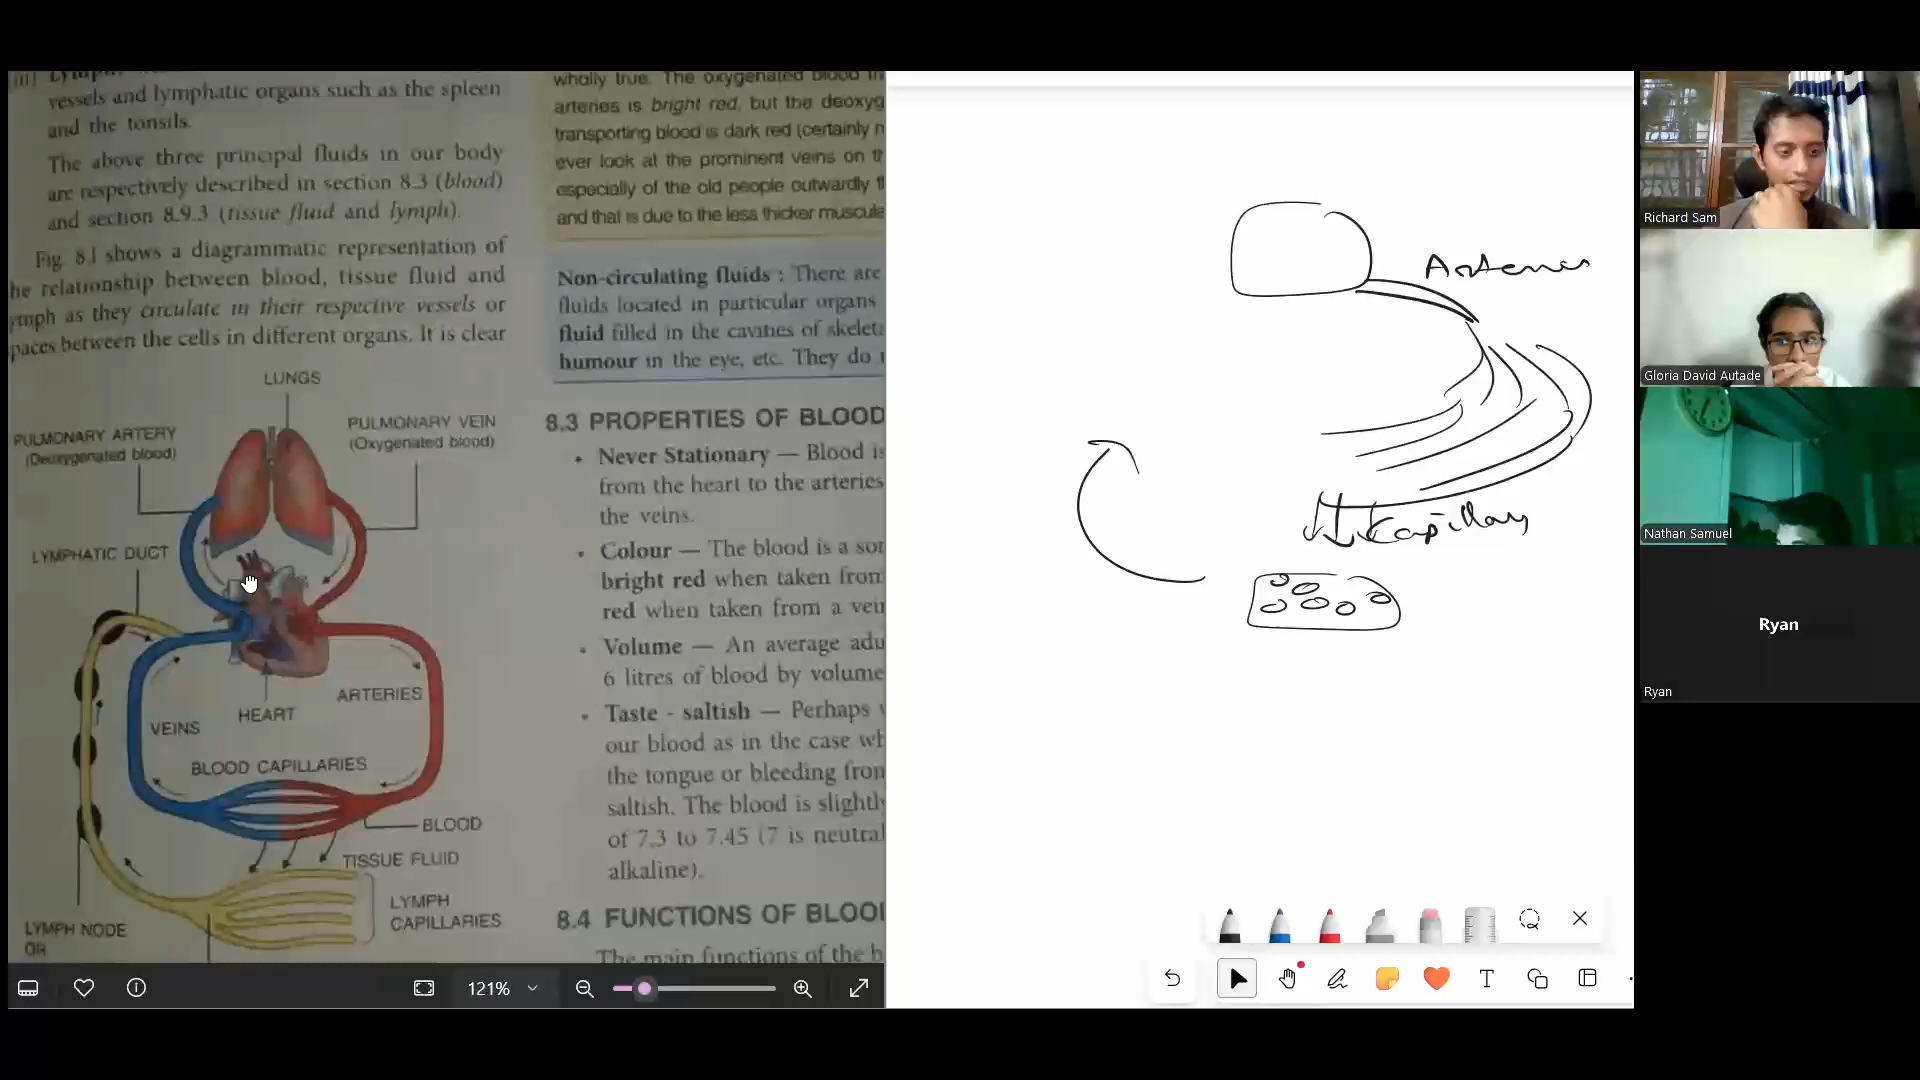 vessels and lymphatic organs such as the spleen
and the tonsils.
The above three principal fluids in our body
are respectively described in section 8.3 (blood)
and section 8.9.3 (tissue fluid and lymph).
Fig. 8.1 shows a diagrammatic representation of
he relationship between blood, tissue fluid and
ymph as they circulate in their respective vessels or
paces between the cells in different organs. It is clear
LUNGS
PULMONARY ARTERY
(Deoxygenated blood)
PULMONARY VEIN
(Oxygenated blood)
LYMPHATIC DUCT
ARTERIES
HEART
VEINS
BLOOD CAPILLARIES
BLOOD
TISSUE FLUID
LYMPH
CAPILLARIES
LYMPH NODE
OR
wholly true. The oxygenated blood in
arteries is bright red, but the deoxyg
transporting blood is dark red (certainly n
ever look at the prominent veins on th
especially of the old people outwardly
and that is due to the less thicker muscula
Non-circulating fluids : There are
fluids located in particular organs
fluid filled in the cavities of skelet
humour in the eye, etc. They do
8.3 PROPERTIES OF BLOOD
• Never Stationary — Blood is
from the heart to the arteries
the veins.
• Colour — The blood is a
bright red when taken from
red when taken from a vei
• Volume — An average adu
6 litres of blood by volume
• Taste - saltish — Perhaps
our blood as in the case wh
the tongue or bleeding from
saltish. The blood is slightly
of 7.3 to 7.45 (7 is neutral
alkaline).
8.4 FUNCTIONS OF BLOO
The main functions of the b
121%
Capillary
T
Richard Sam
Gloria David Autade
Nathan Samuel
Ryan
Ryan